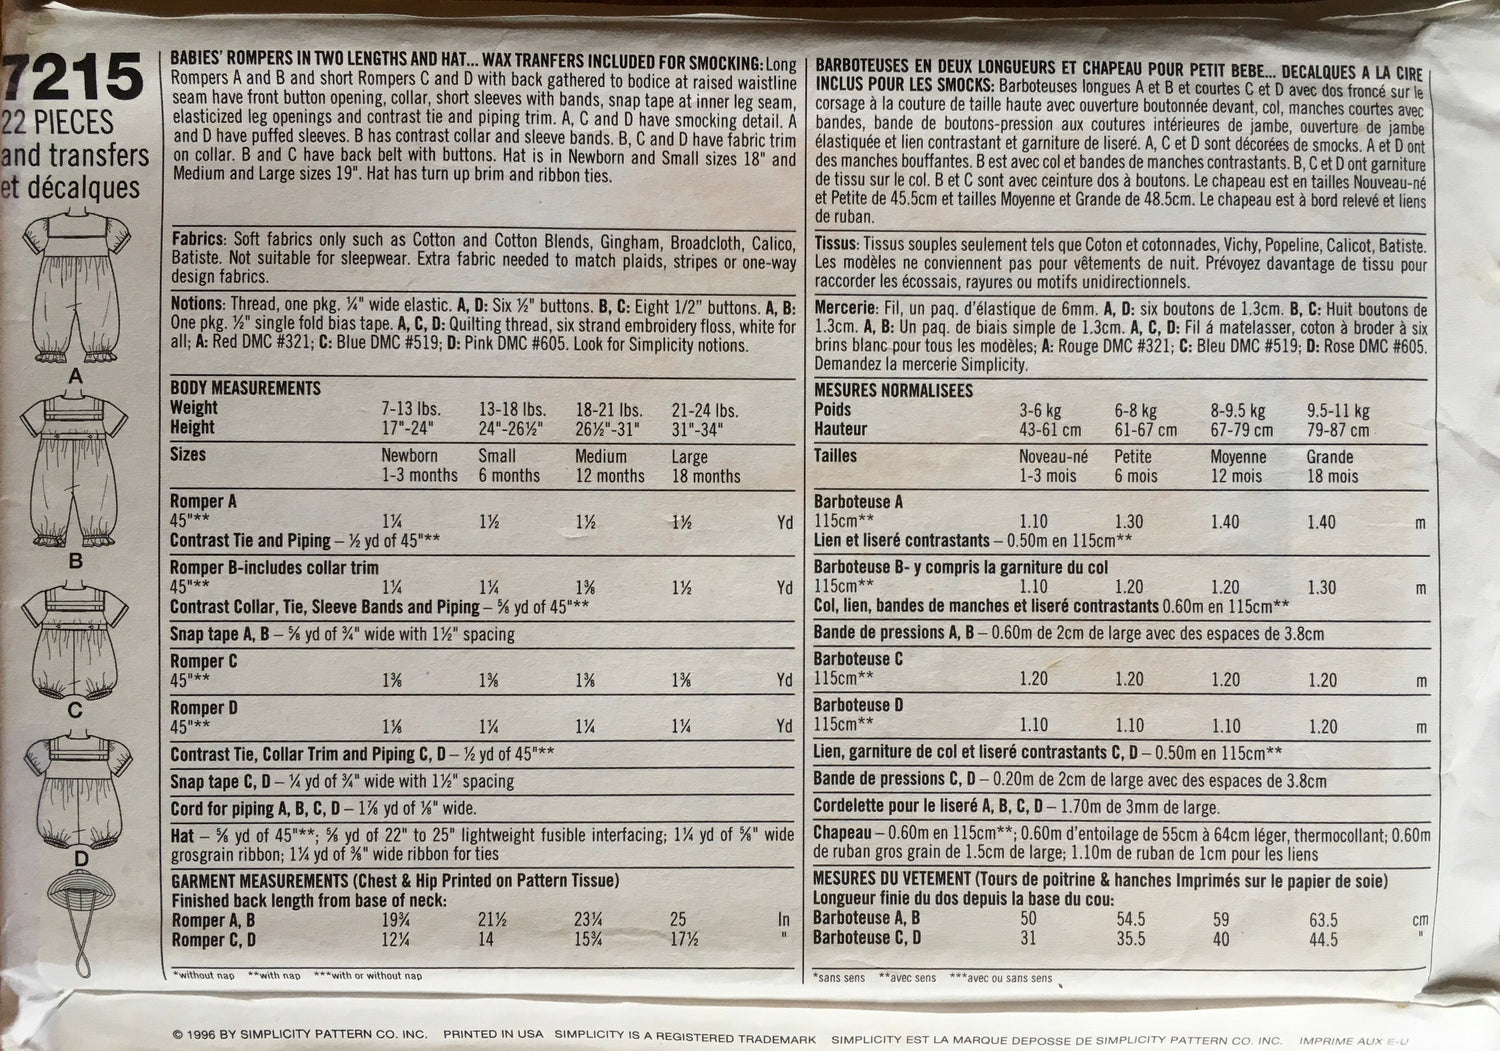 7215
22 PIECES
and transfers
et décalques
A
B
C
D
BABIES' ROMPERS IN TWO LENGTHS AND HAT... WAX TRANFERS INCLUDED FOR SMOCKING: Long
Rompers A and B and short Rompers C and D with back gathered to bodice at raised waistline
seam have front button opening, collar, short sleeves with bands, snap tape at inner leg seam,
elasticized leg openings and contrast tie and piping trim. A, C and D have smocking detail. A
and D have puffed sleeves. B has contrast collar and sleeve bands. B, C and D have fabric trim
on collar. B and C have back belt with buttons. Hat is in Newborn and Small sizes 18" and
Medium and Large sizes 19". Hat has turn up brim and ribbon ties.
Fabrics: Soft fabrics only such as Cotton and Cotton Blends, Gingham, Broadcloth, Calico,
Batiste. Not suitable for sleepwear. Extra fabric needed to match plaids, stripes or one-way
design fabrics.
Notions: Thread, one pkg. ¼" wide elastic. A, D: Six ½" buttons. B, C: Eight 1/2" buttons. A, B:
One pkg. ½" single fold bias tape. A, C, D: Quilting thread, six strand embroidery floss, white for
all; A: Red DMC #321; C: Blue DMC #519; D: Pink DMC #605. Look for Simplicity notions.
BODY MEASUREMENTS
Weight 7-13 lbs. 13-18 lbs. 18-21 lbs. 21-24 lbs.
Height 17"-24" 24"-26½" 26½"-31" 31"-34"
Sizes Newborn Small Medium Large
1-3 months 6 months 12 months 18 months
Romper A
45"** 1¼ 1½ 1½ 1½ Yd
Contrast Tie and Piping – ½ yd of 45"**
Romper B-includes collar trim
45"** 1¼ 1¼ 1⅜ 1½ Yd
Contrast Collar, Tie, Sleeve Bands and Piping – ⅝ yd of 45"**
Snap tape A, B – ⅝ yd of ¾" wide with 1½" spacing
Romper C
45"** 1⅜ 1⅜ 1⅜ 1⅜ Yd
Romper D
45"** 1⅛ 1¼ 1¼ 1¼ Yd
Contrast Tie, Collar Trim and Piping C, D – ½ yd of 45"**
Snap tape C, D – ¼ yd of ¾" wide with 1½" spacing
Cord for piping A, B, C, D – 1⅞ yd of ⅛" wide.
Hat – ⅝ yd of 45"**; ⅝ yd of 22" to 25" lightweight fusible interfacing; 1¼ yd of ⅝" wide
grosgrain ribbon; 1¼ yd of ⅜" wide ribbon for ties
GARMENT MEASUREMENTS (Chest & Hip Printed on Pattern Tissue)
Finished back length from base of neck:
Romper A, B 19¾ 21½ 23¼ 25 In
Romper C, D 12¼ 14 15¾ 17½ "
*without nap **with nap ***with or without nap
BARBOTEUSES EN DEUX LONGUEURS ET CHAPEAU POUR PETIT BEBE... DECALQUES A LA CIRE
INCLUS POUR LES SMOCKS: Barboteuses longues A et B et courtes C et D avec dos froncé sur le
corsage à la couture de taille haute avec ouverture boutonnée devant, col, manches courtes avec
bandes, bande de boutons-pression aux coutures intérieures de jambe, ouverture de jambe
élastiquée et lien contrastant et garniture de liseré. A, C et D sont décorées de smocks. A et D ont
des manches bouffantes. B est avec col et bandes de manches contrastants. B, C et D ont garniture
de tissu sur le col. B et C sont avec ceinture dos à boutons. Le chapeau est en tailles Nouveau-né
et Petite de 45.5cm et tailles Moyenne et Grande de 48.5cm. Le chapeau est à bord relevé et liens
de ruban.
Tissus: Tissus souples seulement tels que Coton et cotonnades, Vichy, Popeline, Calicot, Batiste.
Les modèles ne conviennent pas pour vêtements de nuit. Prévoyez davantage de tissu pour
raccorder les écossais, rayures ou motifs unidirectionnels.
Mercerie: Fil, un paq. d'élastique de 6mm. A, D: six boutons de 1.3cm. B, C: Huit boutons de
1.3cm. A, B: Un paq. de biais simple de 1.3cm. A, C, D: Fil á matelasser, coton à broder à six
brins blanc pour tous les modèles; A: Rouge DMC #321; C: Bleu DMC #519; D: Rose DMC #605.
Demandez la mercerie Simplicity.
MESURES NORMALISEES
Poids 3-6 kg 6-8 kg 8-9.5 kg 9.5-11 kg
Hauteur 43-61 cm 61-67 cm 67-79 cm 79-87 cm
Tailles Noveau-né Petite Moyenne Grande
1-3 mois 6 mois 12 mois 18 mois
Barboteuse A
115cm** 1.10 1.30 1.40 1.40 m
Lien et liseré contrastants – 0.50m en 115cm**
Barboteuse B- y compris la garniture du col
115cm** 1.10 1.20 1.20 1.30 m
Col, lien, bandes de manches et liseré contrastants 0.60m en 115cm**
Bande de pressions A, B – 0.60m de 2cm de large avec des espaces de 3.8cm
Barboteuse C
115cm** 1.20 1.20 1.20 1.20 m
Barboteuse D
115cm** 1.10 1.10 1.10 1.20 m
Lien, garniture de col et liseré contrastants C, D – 0.50m en 115cm**
Bande de pressions C, D – 0.20m de 2cm de large avec des espaces de 3.8cm
Cordelette pour le liseré A, B, C, D – 1.70m de 3mm de large.
Chapeau – 0.60m en 115cm**; 0.60m d'entoilage de 55cm à 64cm léger, thermocollant; 0.60m
de ruban gros grain de 1.5cm de large; 1.10m de ruban de 1cm pour les liens
MESURES DU VETEMENT (Tours de poitrine & hanches Imprimés sur le papier de soie)
Longueur finie du dos depuis la base du cou:
Barboteuse A, B 50 54.5 59 63.5 cm
Barboteuse C, D 31 35.5 40 44.5 "
*sans sens **avec sens ***avec ou sans sens
© 1996 BY SIMPLICITY PATTERN CO. INC. PRINTED IN USA SIMPLICITY IS A REGISTERED TRADEMARK SIMPLICITY EST LA MARQUE DEPOSSE DE SIMPLICITY PATTERN CO. INC. IMPRIME AUX E-U